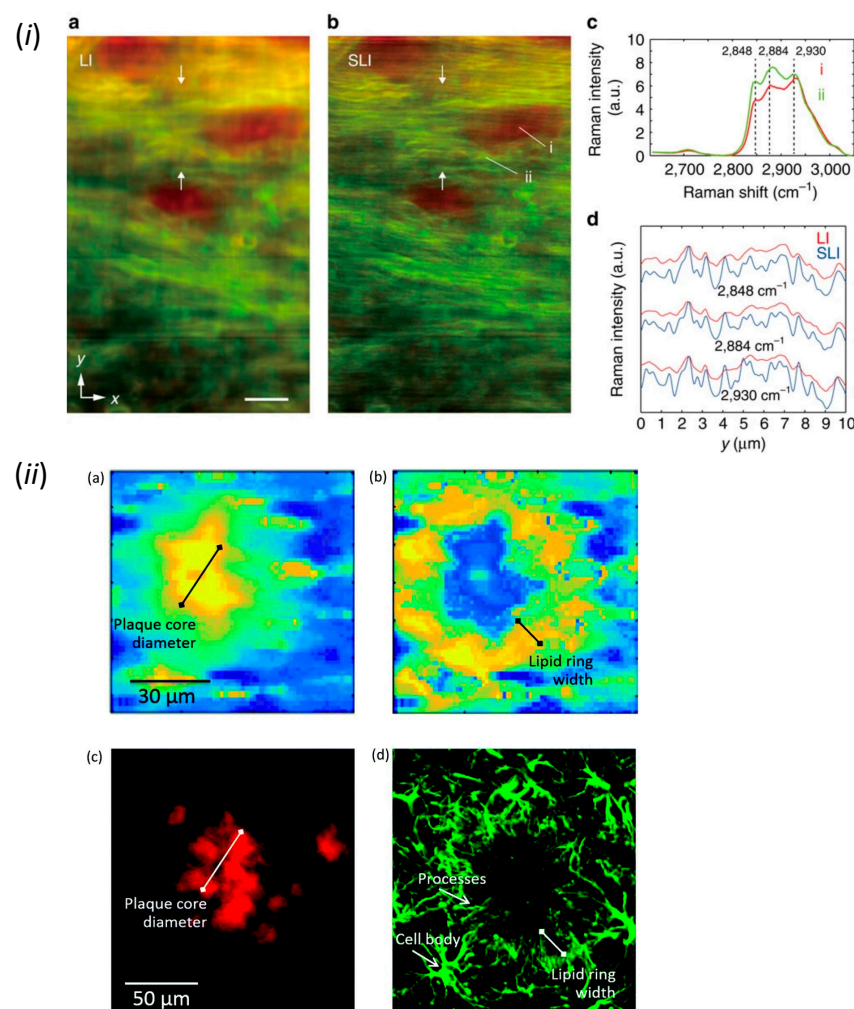 (i)
a
LI
y
x
b
SLI
i
ii
c
2,848
2,884
2,930
Raman intensity
(a.u.)
10
8
6
4
2
0
i
ii
2,700
2,800
2,900
3,000
Raman shift (cm⁻¹)
d
LI
SLI
Raman intensity (a.u.)
2,848 cm⁻¹
2,884 cm⁻¹
2,930 cm⁻¹
0 1 2 3 4 5 6 7 8 9 10
y (μm)
(ii)
(a)
Plaque core
diameter
30 μm
(b)
Lipid ring
width
(c)
Plaque core
diameter
50 μm
(d)
Processes
Cell body
Lipid ring
width